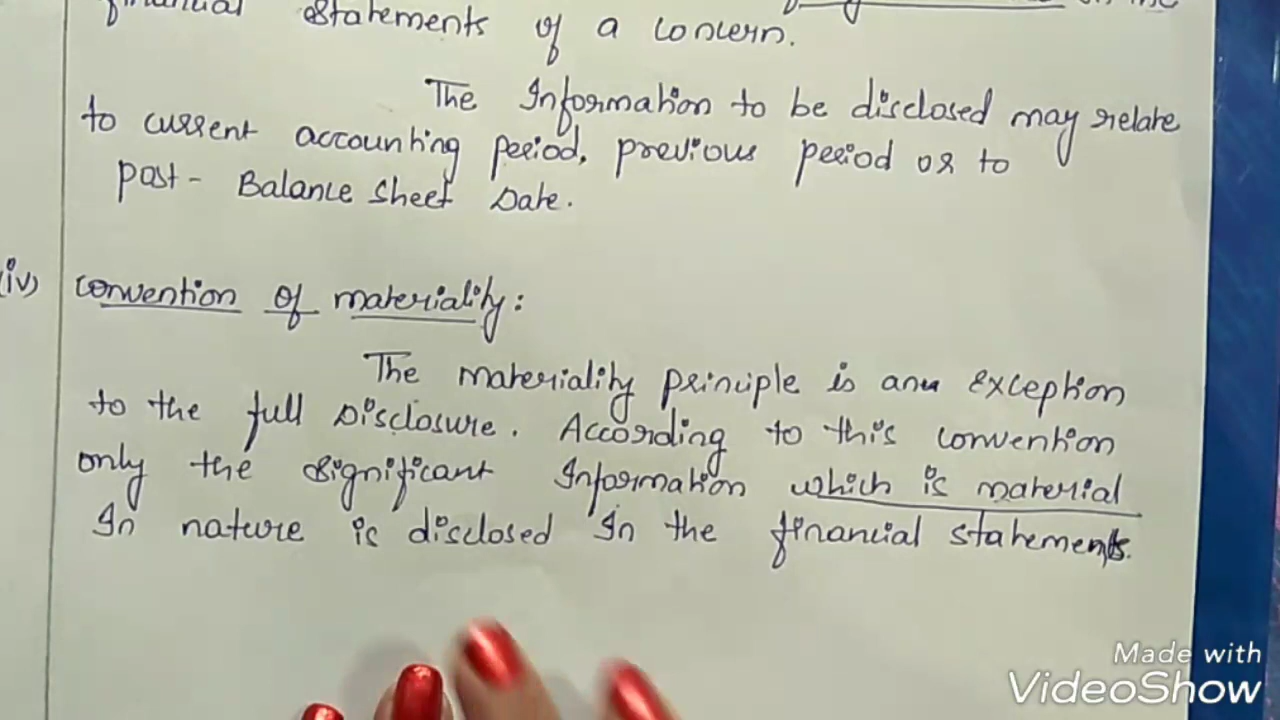 financial statements of a concern.
The Information to be disclosed may relate
to current accounting period, previous period or to
post - Balance Sheet Date.
(iv) convention of materiality:
The materiality principle is an exception
to the full Disclosure. According to this convention
only the significant Information which is material
In nature is disclosed In the financial statements.
Made with
VideoShow